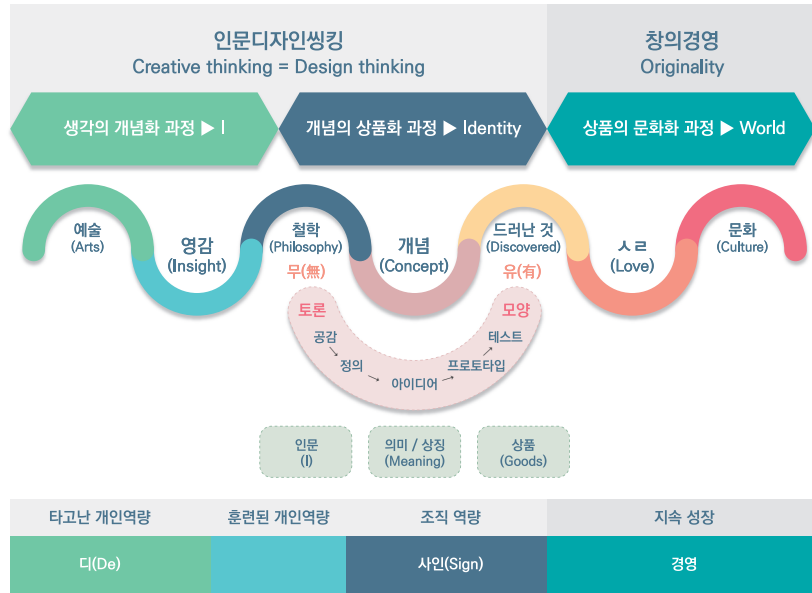 인문디자인씽킹
Creative thinking = Design thinking
창의경영
Originality
생각의 개념화 과정 ▶ I
개념의 상품화 과정 ▶ Identity
상품의 문화화 과정 ▶ World
예술
(Arts)
영감
(Insight)
철학
(Philosophy)
개념
(Concept)
드러난 것
(Discovered)
ㅅㄹ
(Love)
문화
(Culture)
무(無)
유(有)
토론
모양
공감
정의
아이디어
프로토타입
테스트
인문
(I)
의미 / 상징
(Meaning)
상품
(Goods)
타고난 개인역량
훈련된 개인역량
조직 역량
지속 성장
디(De)
사인(Sign)
경영